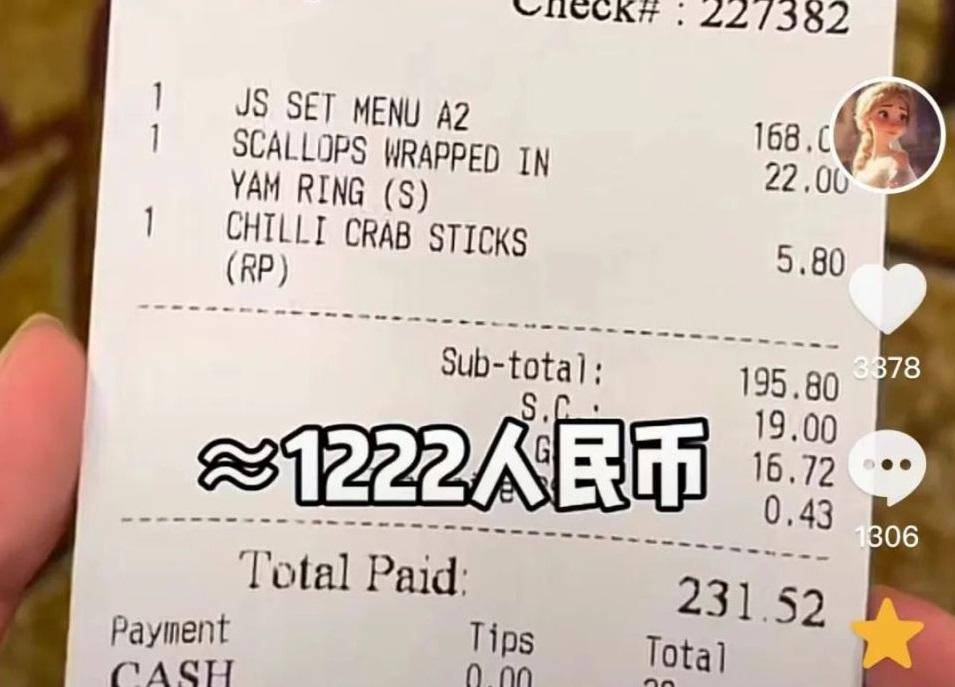 Check# : 227382
1 JS SET MENU A2 168.0
1 SCALLOPS WRAPPED IN 22.00
YAM RING (S)
1 CHILLI CRAB STICKS 5.80
(RP)
Sub-total: 195.80
S.C.: 19.00
G 16.72
0.43
≈1222人民币
Total Paid: 231.52
Payment Tips Total
CASH 0.00
3378
1306